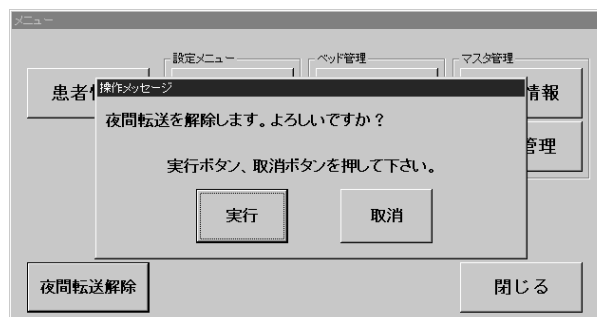 メニュー
設定メニュー
ベッド管理
マスタ管理
患者
情報
管理
操作メッセージ
夜間転送を解除します。よろしいですか？
実行ボタン、取消ボタンを押して下さい。
実行
取消
夜間転送解除
閉じる